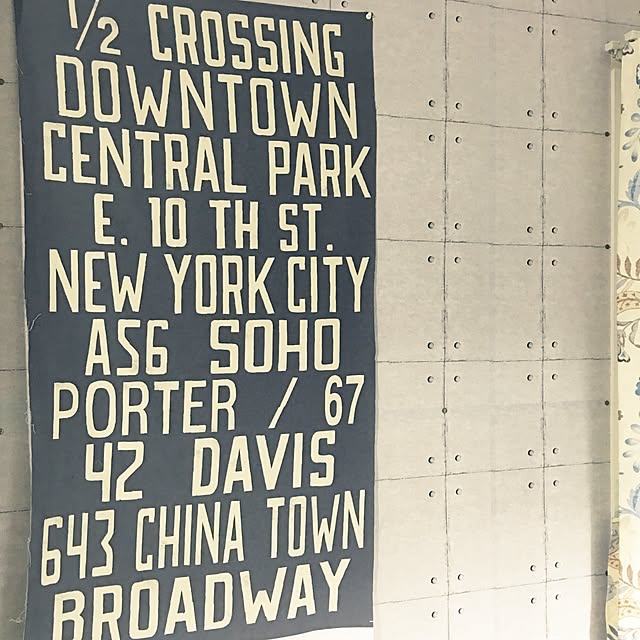 1/2 CROSSING
DOWNTOWN
CENTRAL PARK
E. 10 TH ST.
NEW YORK CITY
AS6 SOHO
PORTER / 67
42 DAVIS
643 CHINA TOWN
BROADWAY